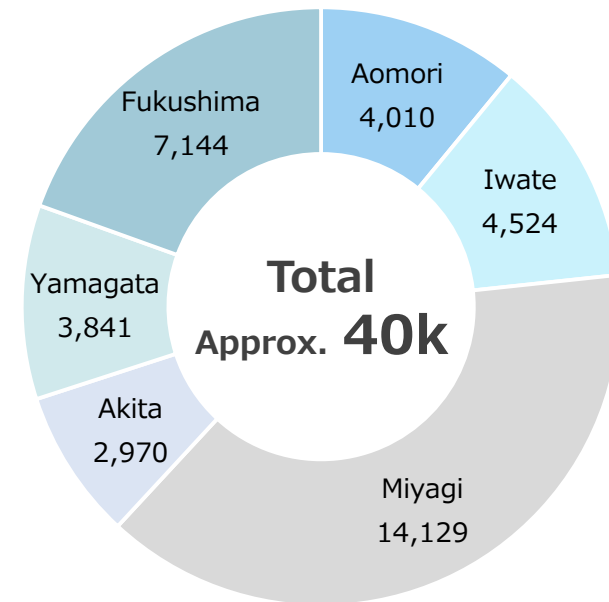 Aomori
4,010
Iwate
4,524
Miyagi
14,129
Akita
2,970
Yamagata
3,841
Fukushima
7,144
Total
Approx. 40k